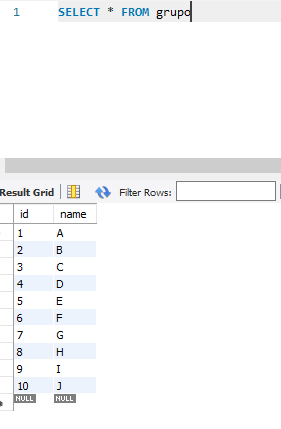 1 SELECT * FROM grupo
Result Grid Filter Rows:
id name
1 A
2 B
3 C
4 D
5 E
6 F
7 G
8 H
9 I
10 J
NULL NULL